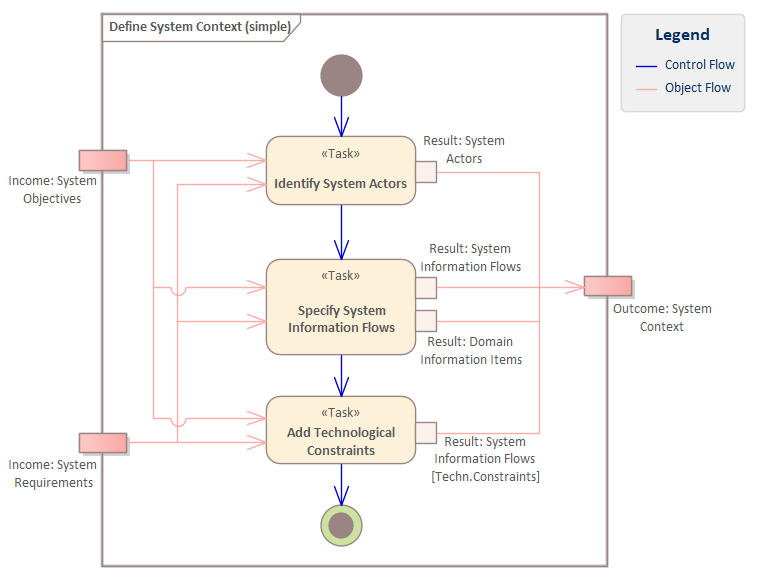 Define System Context (simple)
Legend
Control Flow
Object Flow
«Task»
Identify System Actors
Result: System
Actors
Income: System
Objectives
«Task»
Specify System
Information Flows
Result: System
Information Flows
Result: Domain
Information Items
Outcome: System
Context
«Task»
Add Technological
Constraints
Result: System
Information Flows
[Techn.Constraints]
Income: System
Requirements